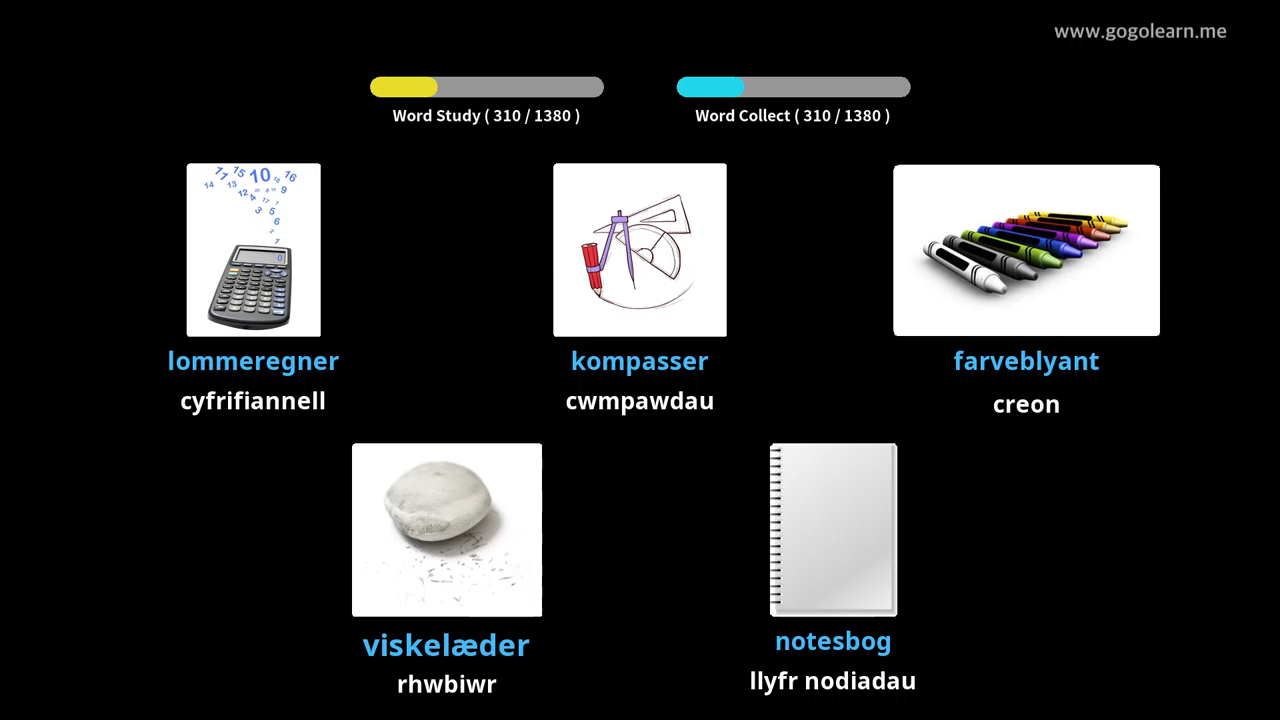 www.gogolearn.me
Word Study ( 310 / 1380 )
Word Collect ( 310 / 1380 )
lommeregner
cyfrifiannell
kompasser
cwmpawdau
farveblyant
creon
viskelæder
rhwbiwr
notesbog
llyfr nodiadau